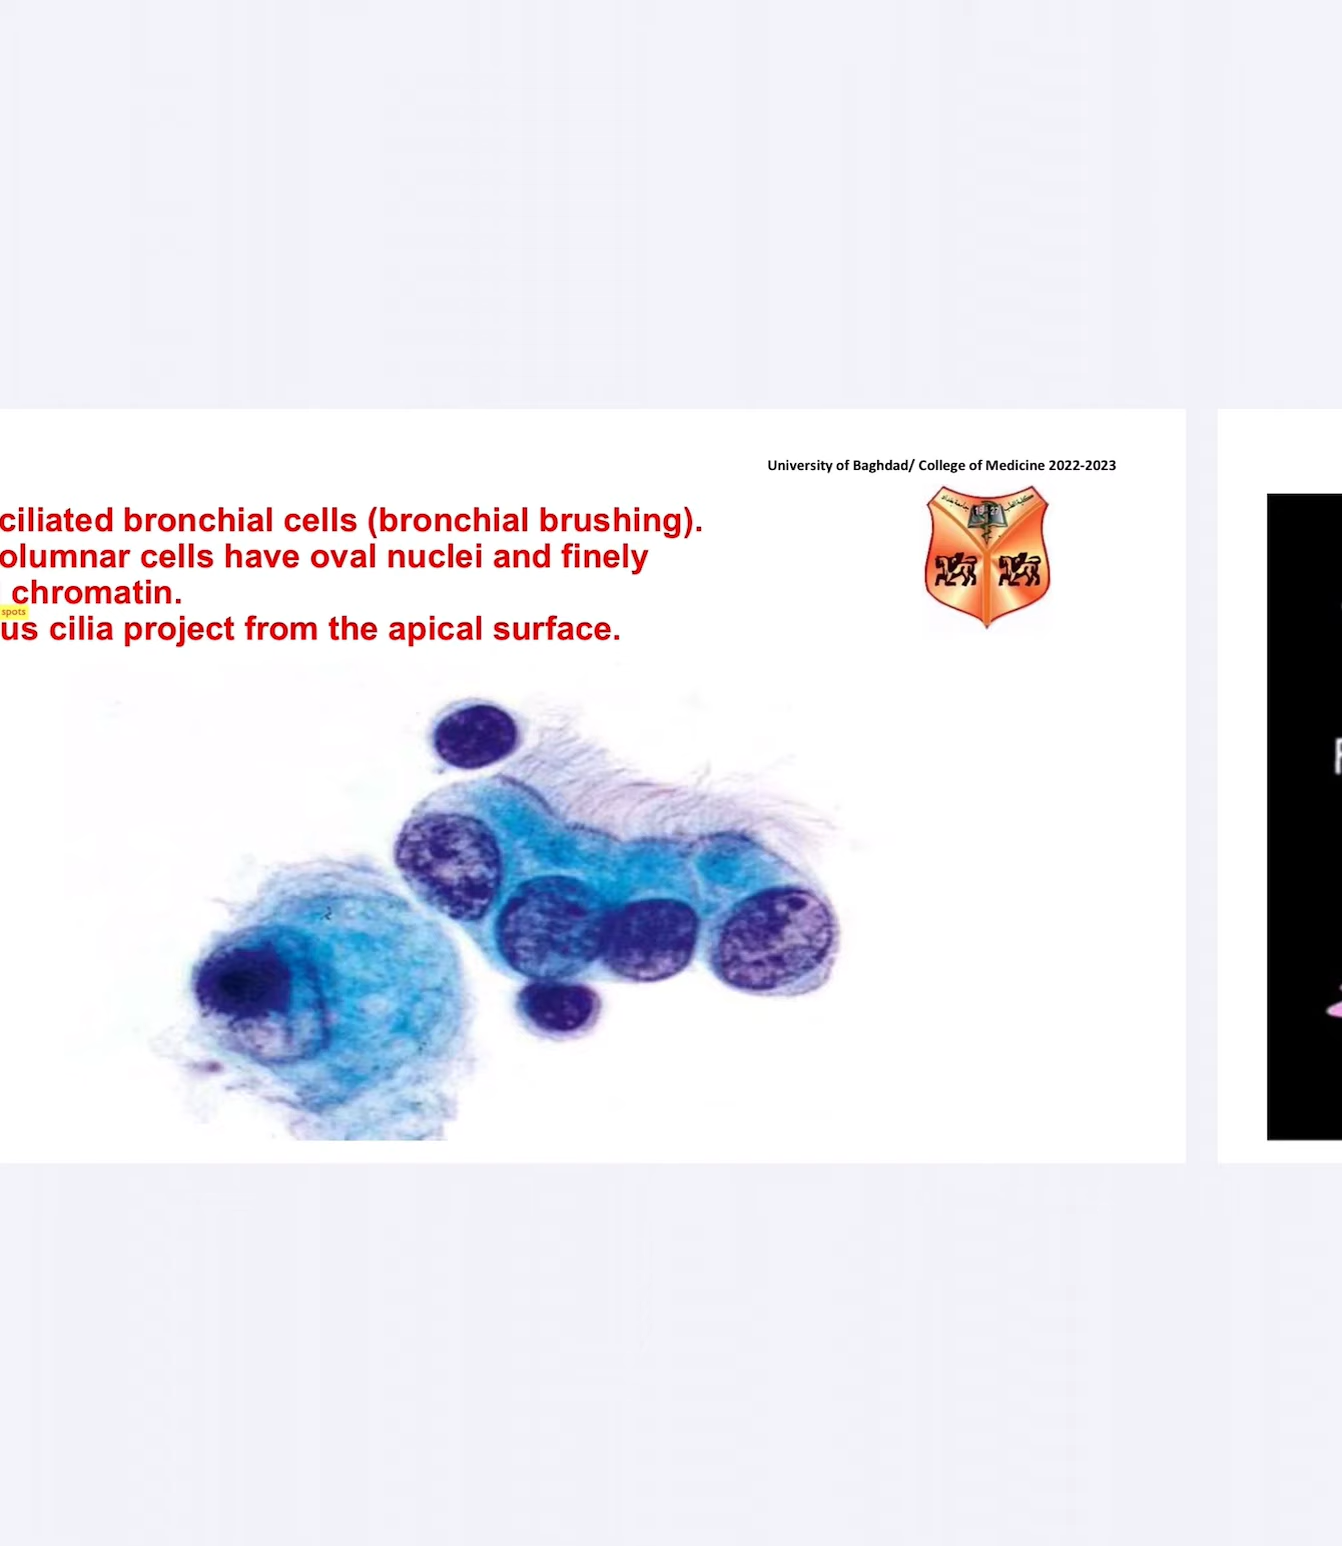 University of Baghdad/ College of Medicine 2022-2023
ciliated bronchial cells (bronchial brushing).
olumnar cells have oval nuclei and finely
chromatin.
spots
us cilia project from the apical surface.